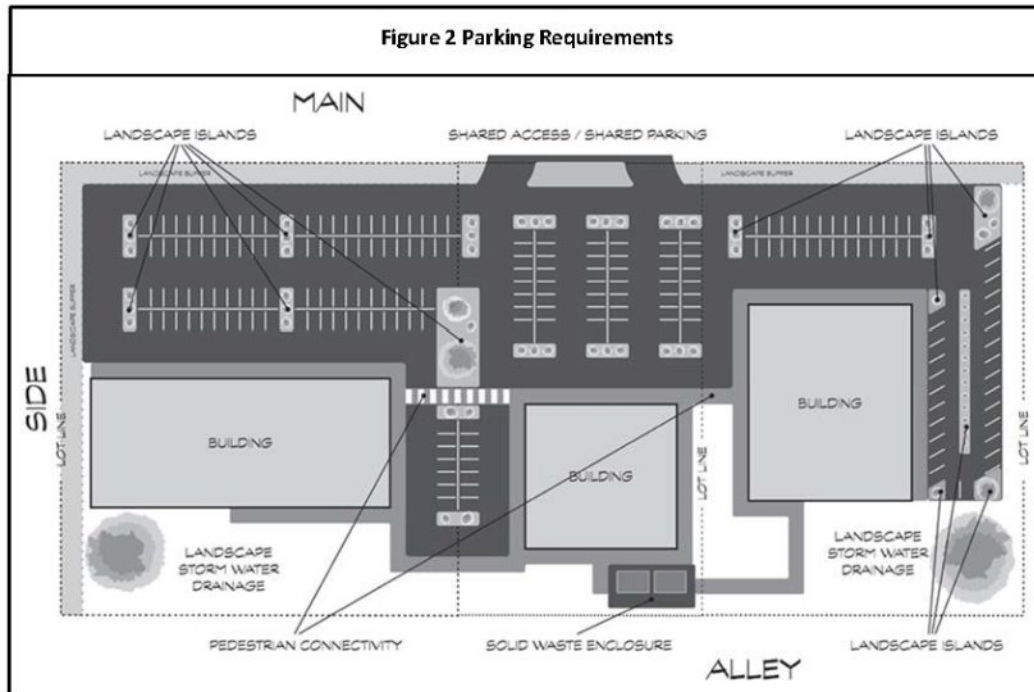 Figure 2 Parking Requirements
MAIN
LANDSCAPE ISLANDS
SHARED ACCESS / SHARED PARKING
LANDSCAPE ISLANDS
LANDSCAPE BUFFER
LANDSCAPE BUFFER
LANDSCAPE BUFFER
SIDE
LOT LINE
BUILDING
BUILDING
BUILDING
LOT LINE
LOT LINE
LANDSCAPE
STORM WATER
DRAINAGE
LANDSCAPE
STORM WATER
DRAINAGE
PEDESTRIAN CONNECTIVITY
SOLID WASTE ENCLOSURE
LANDSCAPE ISLANDS
ALLEY